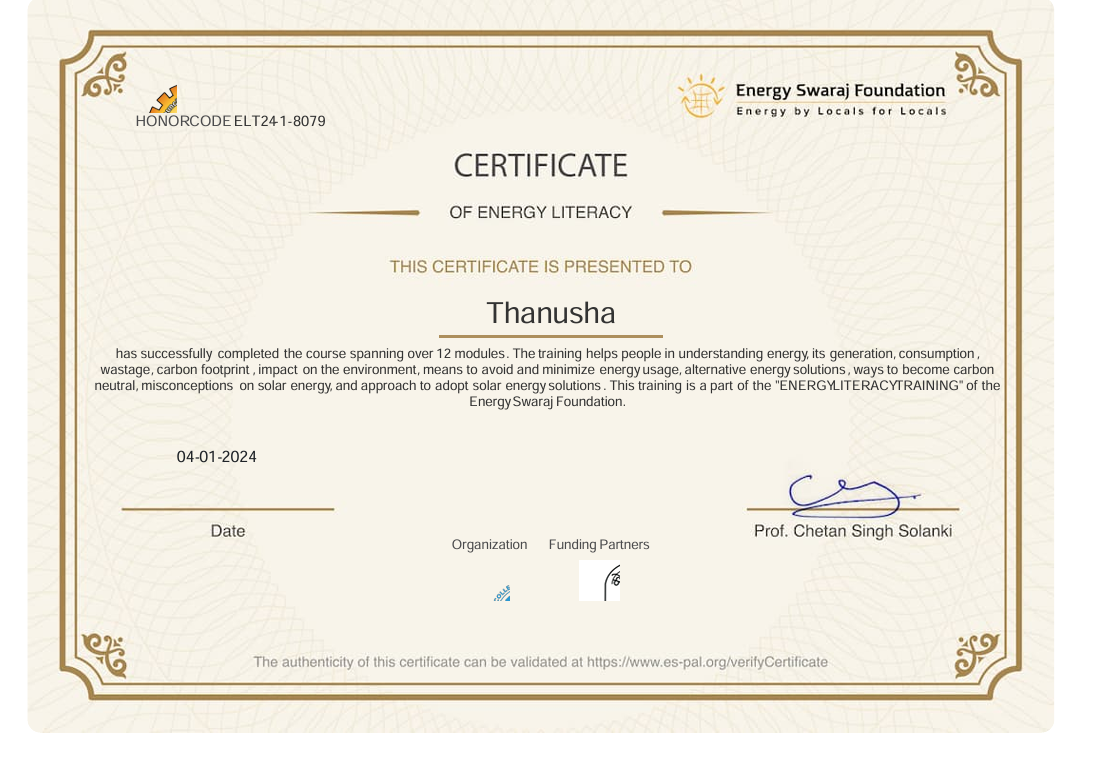 HONORCODE ELT24-1-8079
Energy Swaraj Foundation
Energy by Locals for Locals
CERTIFICATE
OF ENERGY LITERACY
THIS CERTIFICATE IS PRESENTED TO
Thanusha
has successfully completed the course spanning over 12 modules. The training helps people in understanding energy, its generation, consumption,
wastage, carbon footprint, impact on the environment, means to avoid and minimize energy usage, alternative energy solutions, ways to become carbon
neutral, misconceptions on solar energy, and approach to adopt solar energy solutions. This training is a part of the "ENERGYLITERACYTRAINING" of the
Energy Swaraj Foundation.
04-01-2024
Date
Prof. Chetan Singh Solanki
Organization Funding Partners
The authenticity of this certificate can be validated at https://www.es-pal.org/verifyCertificate